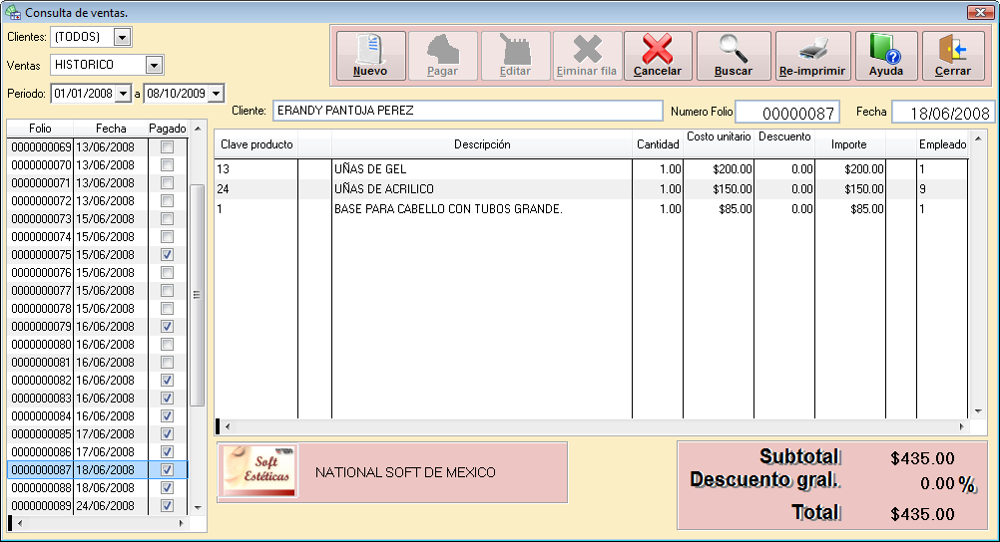 Consulta de ventas.
Clientes: (TODOS)
Ventas HISTORICO
Periodo: 01/01/2008 a 08/10/2009
Nuevo Pagar Editar Eiminar fila Cancelar Buscar Re-imprimir Ayuda Cerrar
Cliente: ERANDY PANTOJA PEREZ Numero Folio 00000087 Fecha 18/06/2008
Folio Fecha Pagado
0000000069 13/06/2008
0000000070 13/06/2008
0000000071 13/06/2008
0000000072 13/06/2008
0000000073 15/06/2008
0000000074 15/06/2008
0000000075 15/06/2008
0000000076 15/06/2008
0000000077 15/06/2008
0000000078 15/06/2008
0000000079 16/06/2008
0000000080 16/06/2008
0000000081 16/06/2008
0000000082 16/06/2008
0000000083 16/06/2008
0000000084 16/06/2008
0000000085 17/06/2008
0000000086 17/06/2008
0000000087 18/06/2008
0000000088 18/06/2008
0000000089 24/06/2008
Clave producto Descripción Cantidad Costo unitario Descuento Importe Empleado
13 UÑAS DE GEL 1.00 $200.00 0.00 $200.00 1
24 UÑAS DE ACRILICO 1.00 $150.00 0.00 $150.00 9
1 BASE PARA CABELLO CON TUBOS GRANDE. 1.00 $85.00 0.00 $85.00 1
Soft
Estéticas
NATIONAL SOFT DE MEXICO
Subtotal $435.00
Descuento gral.. 0.00 %
Total $435.00